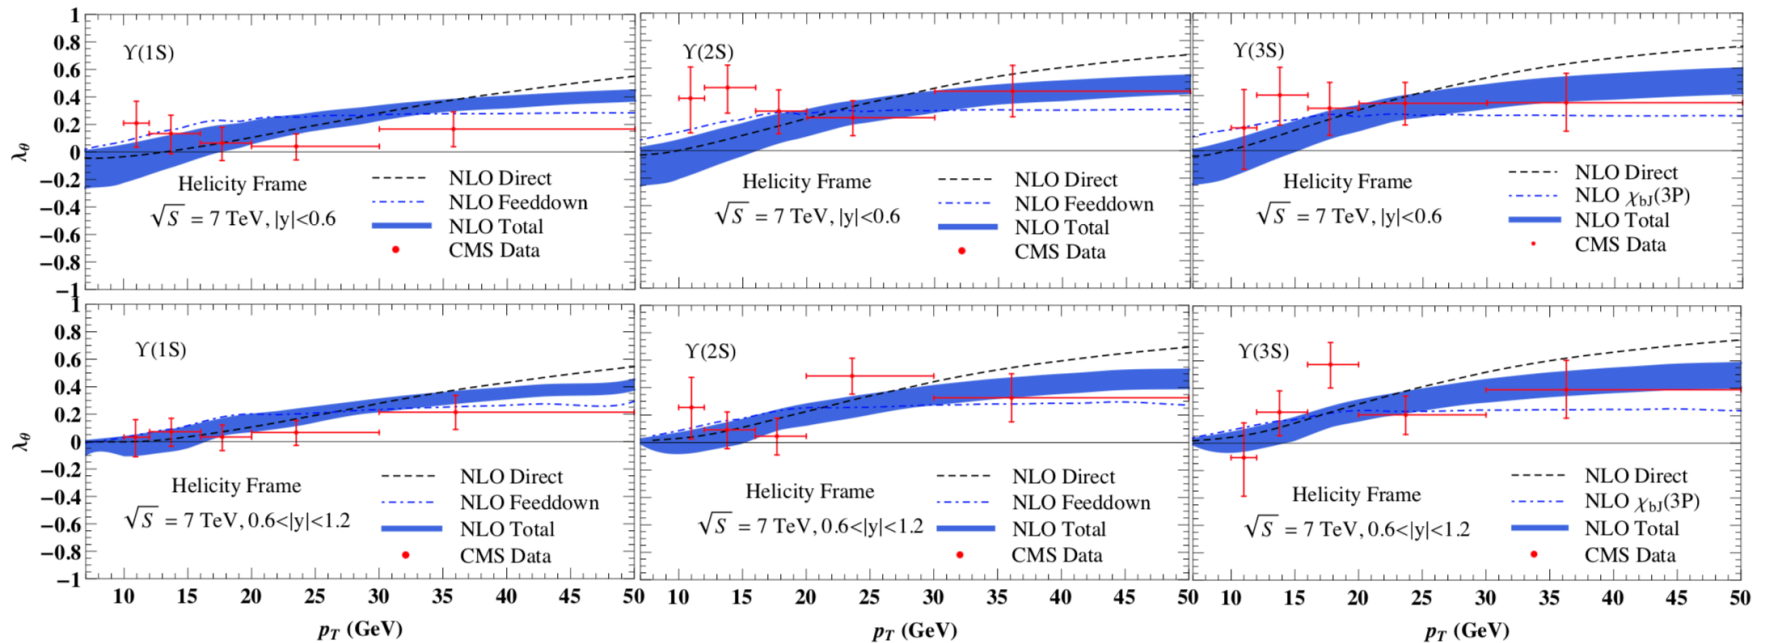 1
0.8
0.6
0.4
0.2
0
−0.2
−0.4
−0.6
−0.8
−1
λθ
ϒ(1S)
Helicity Frame
√S = 7 TeV, |y|<0.6
NLO Direct
NLO Feeddown
NLO Total
CMS Data
ϒ(2S)
Helicity Frame
√S = 7 TeV, |y|<0.6
NLO Direct
NLO Feeddown
NLO Total
CMS Data
ϒ(3S)
Helicity Frame
√S = 7 TeV, |y|<0.6
NLO Direct
NLO χbJ(3P)
NLO Total
CMS Data
1
0.8
0.6
0.4
0.2
0
−0.2
−0.4
−0.6
−0.8
−1
λθ
ϒ(1S)
Helicity Frame
√S = 7 TeV, 0.6<|y|<1.2
NLO Direct
NLO Feeddown
NLO Total
CMS Data
ϒ(2S)
Helicity Frame
√S = 7 TeV, 0.6<|y|<1.2
NLO Direct
NLO Feeddown
NLO Total
CMS Data
ϒ(3S)
Helicity Frame
√S = 7 TeV, 0.6<|y|<1.2
NLO Direct
NLO χbJ(3P)
NLO Total
CMS Data
10 15 20 25 30 35 40 45 50
10 15 20 25 30 35 40 45 50
10 15 20 25 30 35 40 45 50
pT (GeV)
pT (GeV)
pT (GeV)